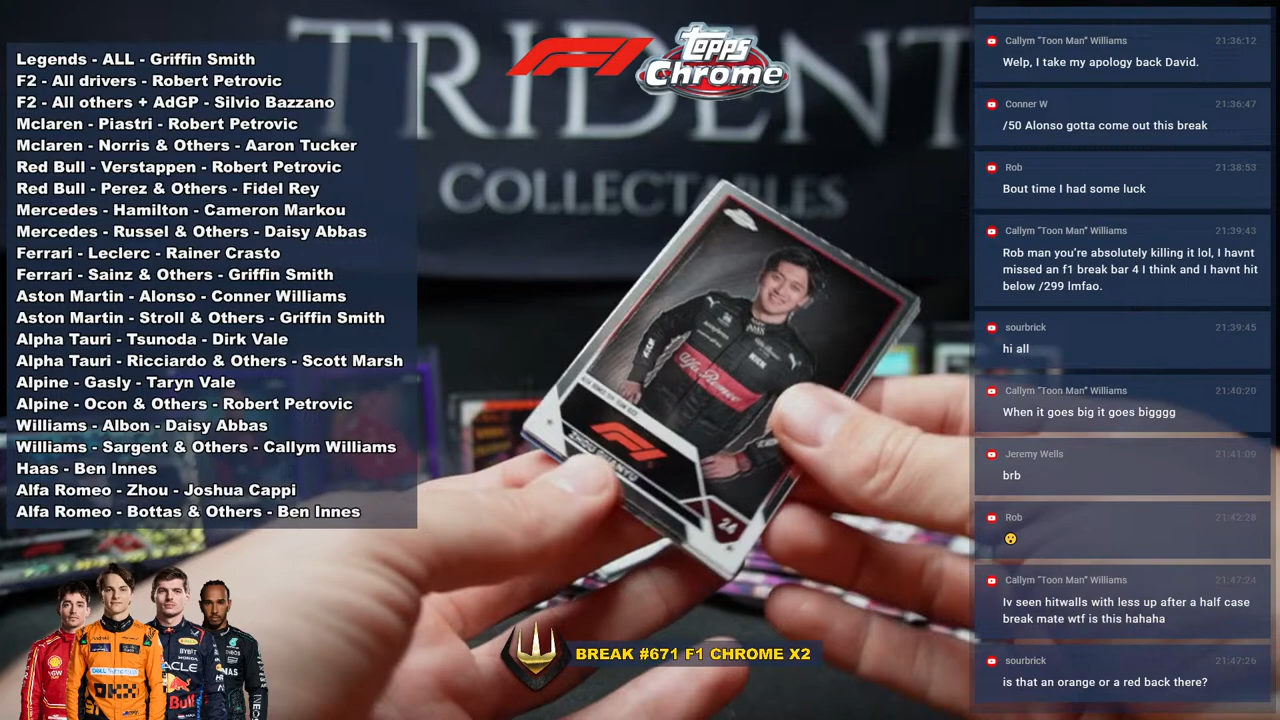 Legends - ALL - Griffin Smith
F2 - All drivers - Robert Petrovic
F2 - All others + AdGP - Silvio Bazzano
Mclaren - Piastri - Robert Petrovic
Mclaren - Norris & Others - Aaron Tucker
Red Bull - Verstappen - Robert Petrovic
Red Bull - Perez & Others - Fidel Rey
Mercedes - Hamilton - Cameron Markou
Mercedes - Russel & Others - Daisy Abbas
Ferrari - Leclerc - Rainer Crasto
Ferrari - Sainz & Others - Griffin Smith
Aston Martin - Alonso - Conner Williams
Aston Martin - Stroll & Others - Griffin Smith
Alpha Tauri - Tsunoda - Dirk Vale
Alpha Tauri - Ricciardo & Others - Scott Marsh
Alpine - Gasly - Taryn Vale
Alpine - Ocon & Others - Robert Petrovic
Williams - Albon - Daisy Abbas
Williams - Sargent & Others - Callym Williams
Haas - Ben Innes
Alfa Romeo - Zhou - Joshua Cappi
Alfa Romeo - Bottas & Others - Ben Innes
TRIDENT
COLLECTABLES
F1
Topps
Chrome
Alfa Romeo
KICK
F1
ZHOU GUANYU
24
BREAK #671 F1 CHROME X2
Callym “Toon Man” Williams 21:36:12
Welp, I take my apology back David.
Conner W 21:36:47
/50 Alonso gotta come out this break
Rob 21:38:53
Bout time I had some luck
Callym “Toon Man” Williams 21:39:43
Rob man you’re absolutely killing it lol, I havnt
missed an f1 break bar 4 I think and I havnt hit
below /299 lmfao.
sourbrick 21:39:45
hi all
Callym “Toon Man” Williams 21:40:20
When it goes big it goes bigggg
Jeremy Wells 21:41:09
brb
Rob 21:42:28
😮
Callym “Toon Man” Williams 21:47:24
Iv seen hitwalls with less up after a half case
break mate wtf is this hahaha
sourbrick 21:47:26
is that an orange or a red back there?